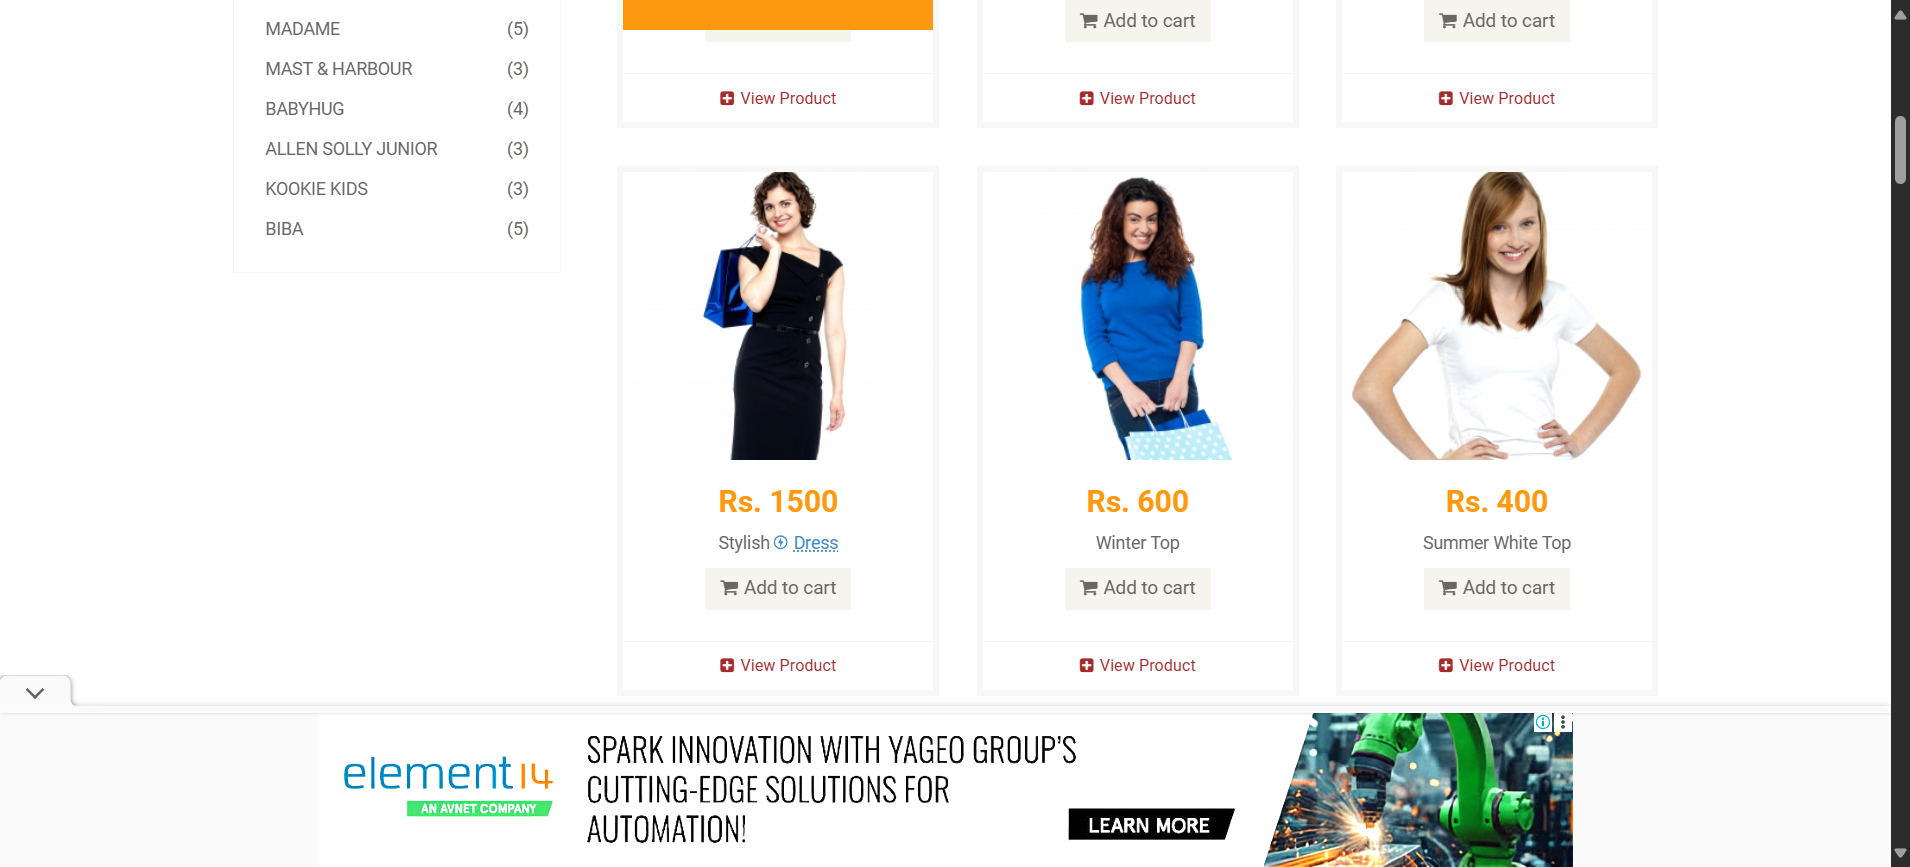 MADAME (5)
MAST & HARBOUR (3)
BABYHUG (4)
ALLEN SOLLY JUNIOR (3)
KOOKIE KIDS (3)
BIBA (5)
Add to cart
Add to cart
View Product
View Product
View Product
Rs. 1500
Stylish Dress
Add to cart
View Product
Rs. 600
Winter Top
Add to cart
View Product
Rs. 400
Summer White Top
Add to cart
View Product
element14
AN AVNET COMPANY
SPARK INNOVATION WITH YAGEO GROUP'S
CUTTING-EDGE SOLUTIONS FOR
AUTOMATION!
LEARN MORE